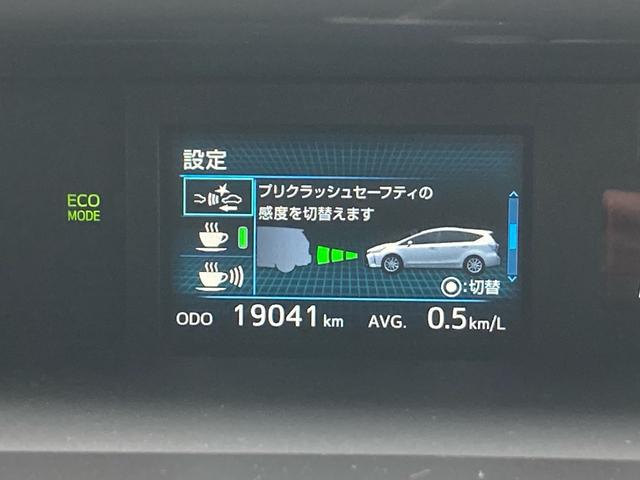 設定
ECO
MODE
プリクラッシュセーフティの
感度を切替えます
:切替
ODO 19041 km AVG. 0.5 km/L